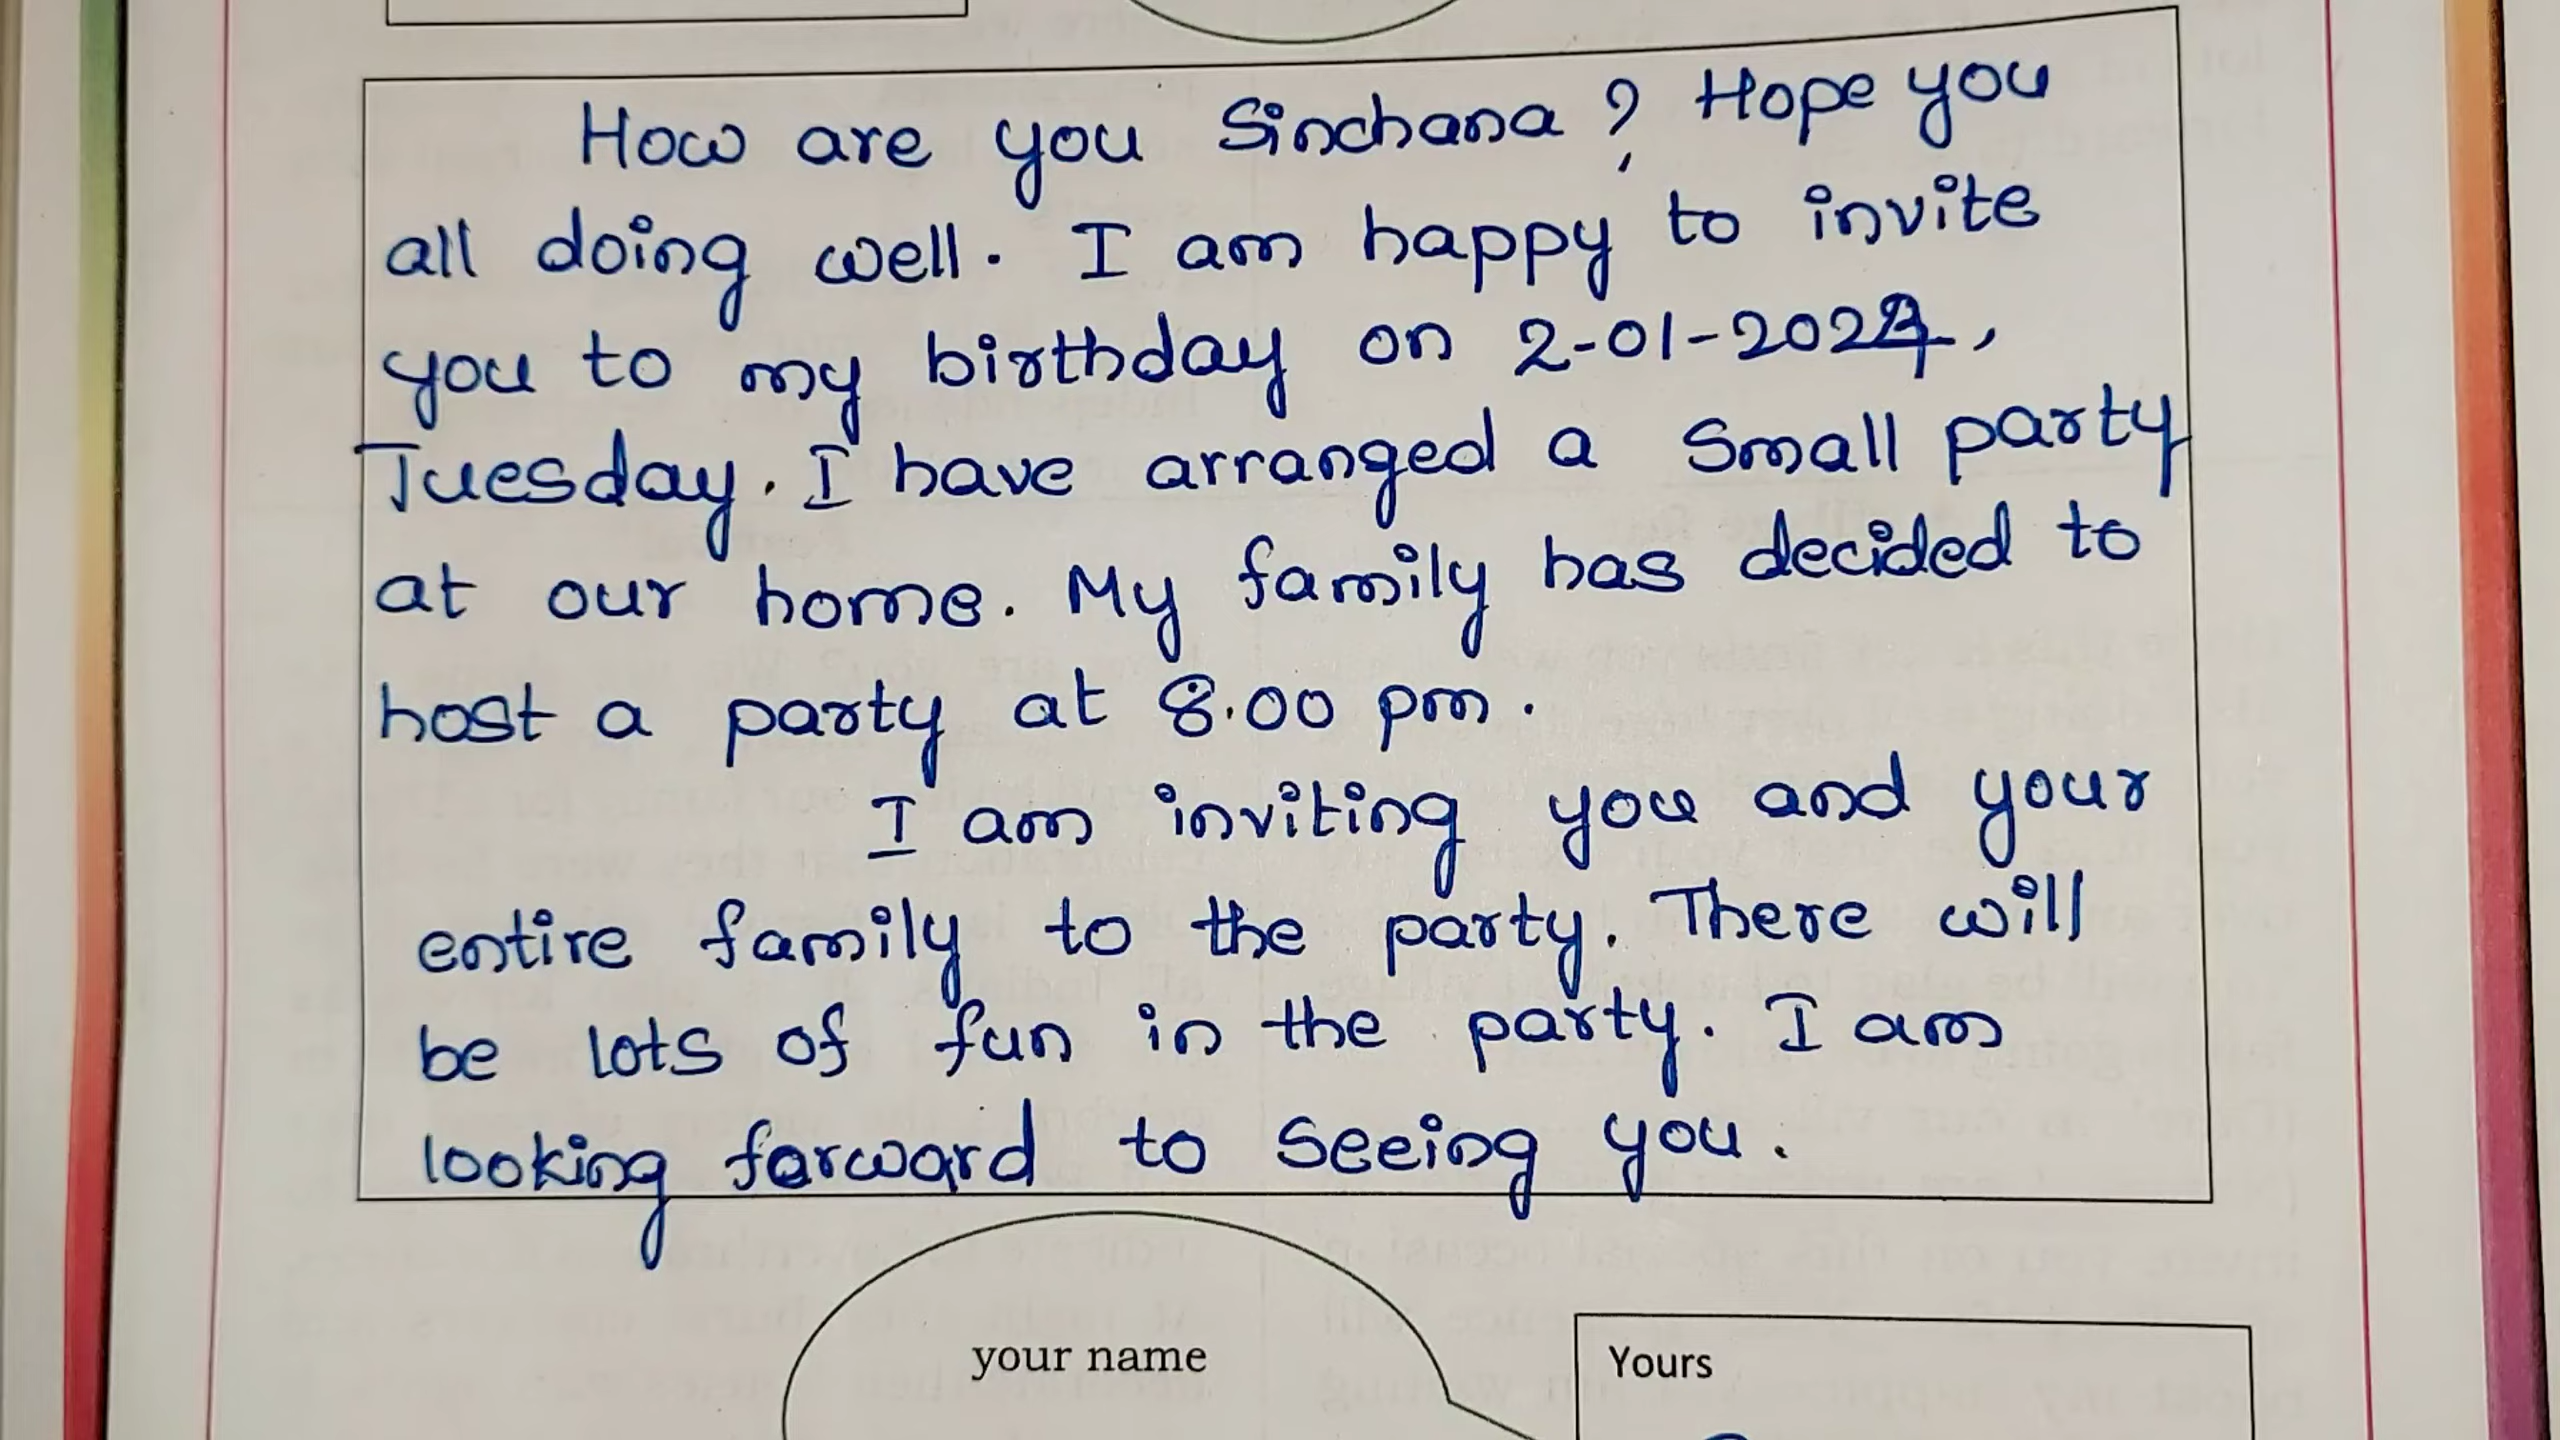 How are you Sinchana? Hope you
all doing well. I am happy to invite
you to my birthday on 2-01-2024,
Tuesday. I have arranged a small party
at our home. My family has decided to
host a party at 8.00 pm.
I am inviting you and your
entire family to the party. There will
be lots of fun in the party. I am
looking forward to seeing you.
your name
Yours